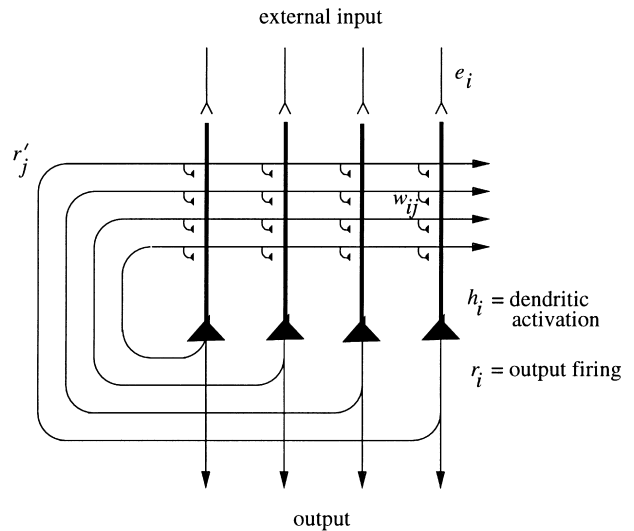 external input
e_i
r'_j
w_ij
h_i = dendritic
activation
r_i = output firing
output